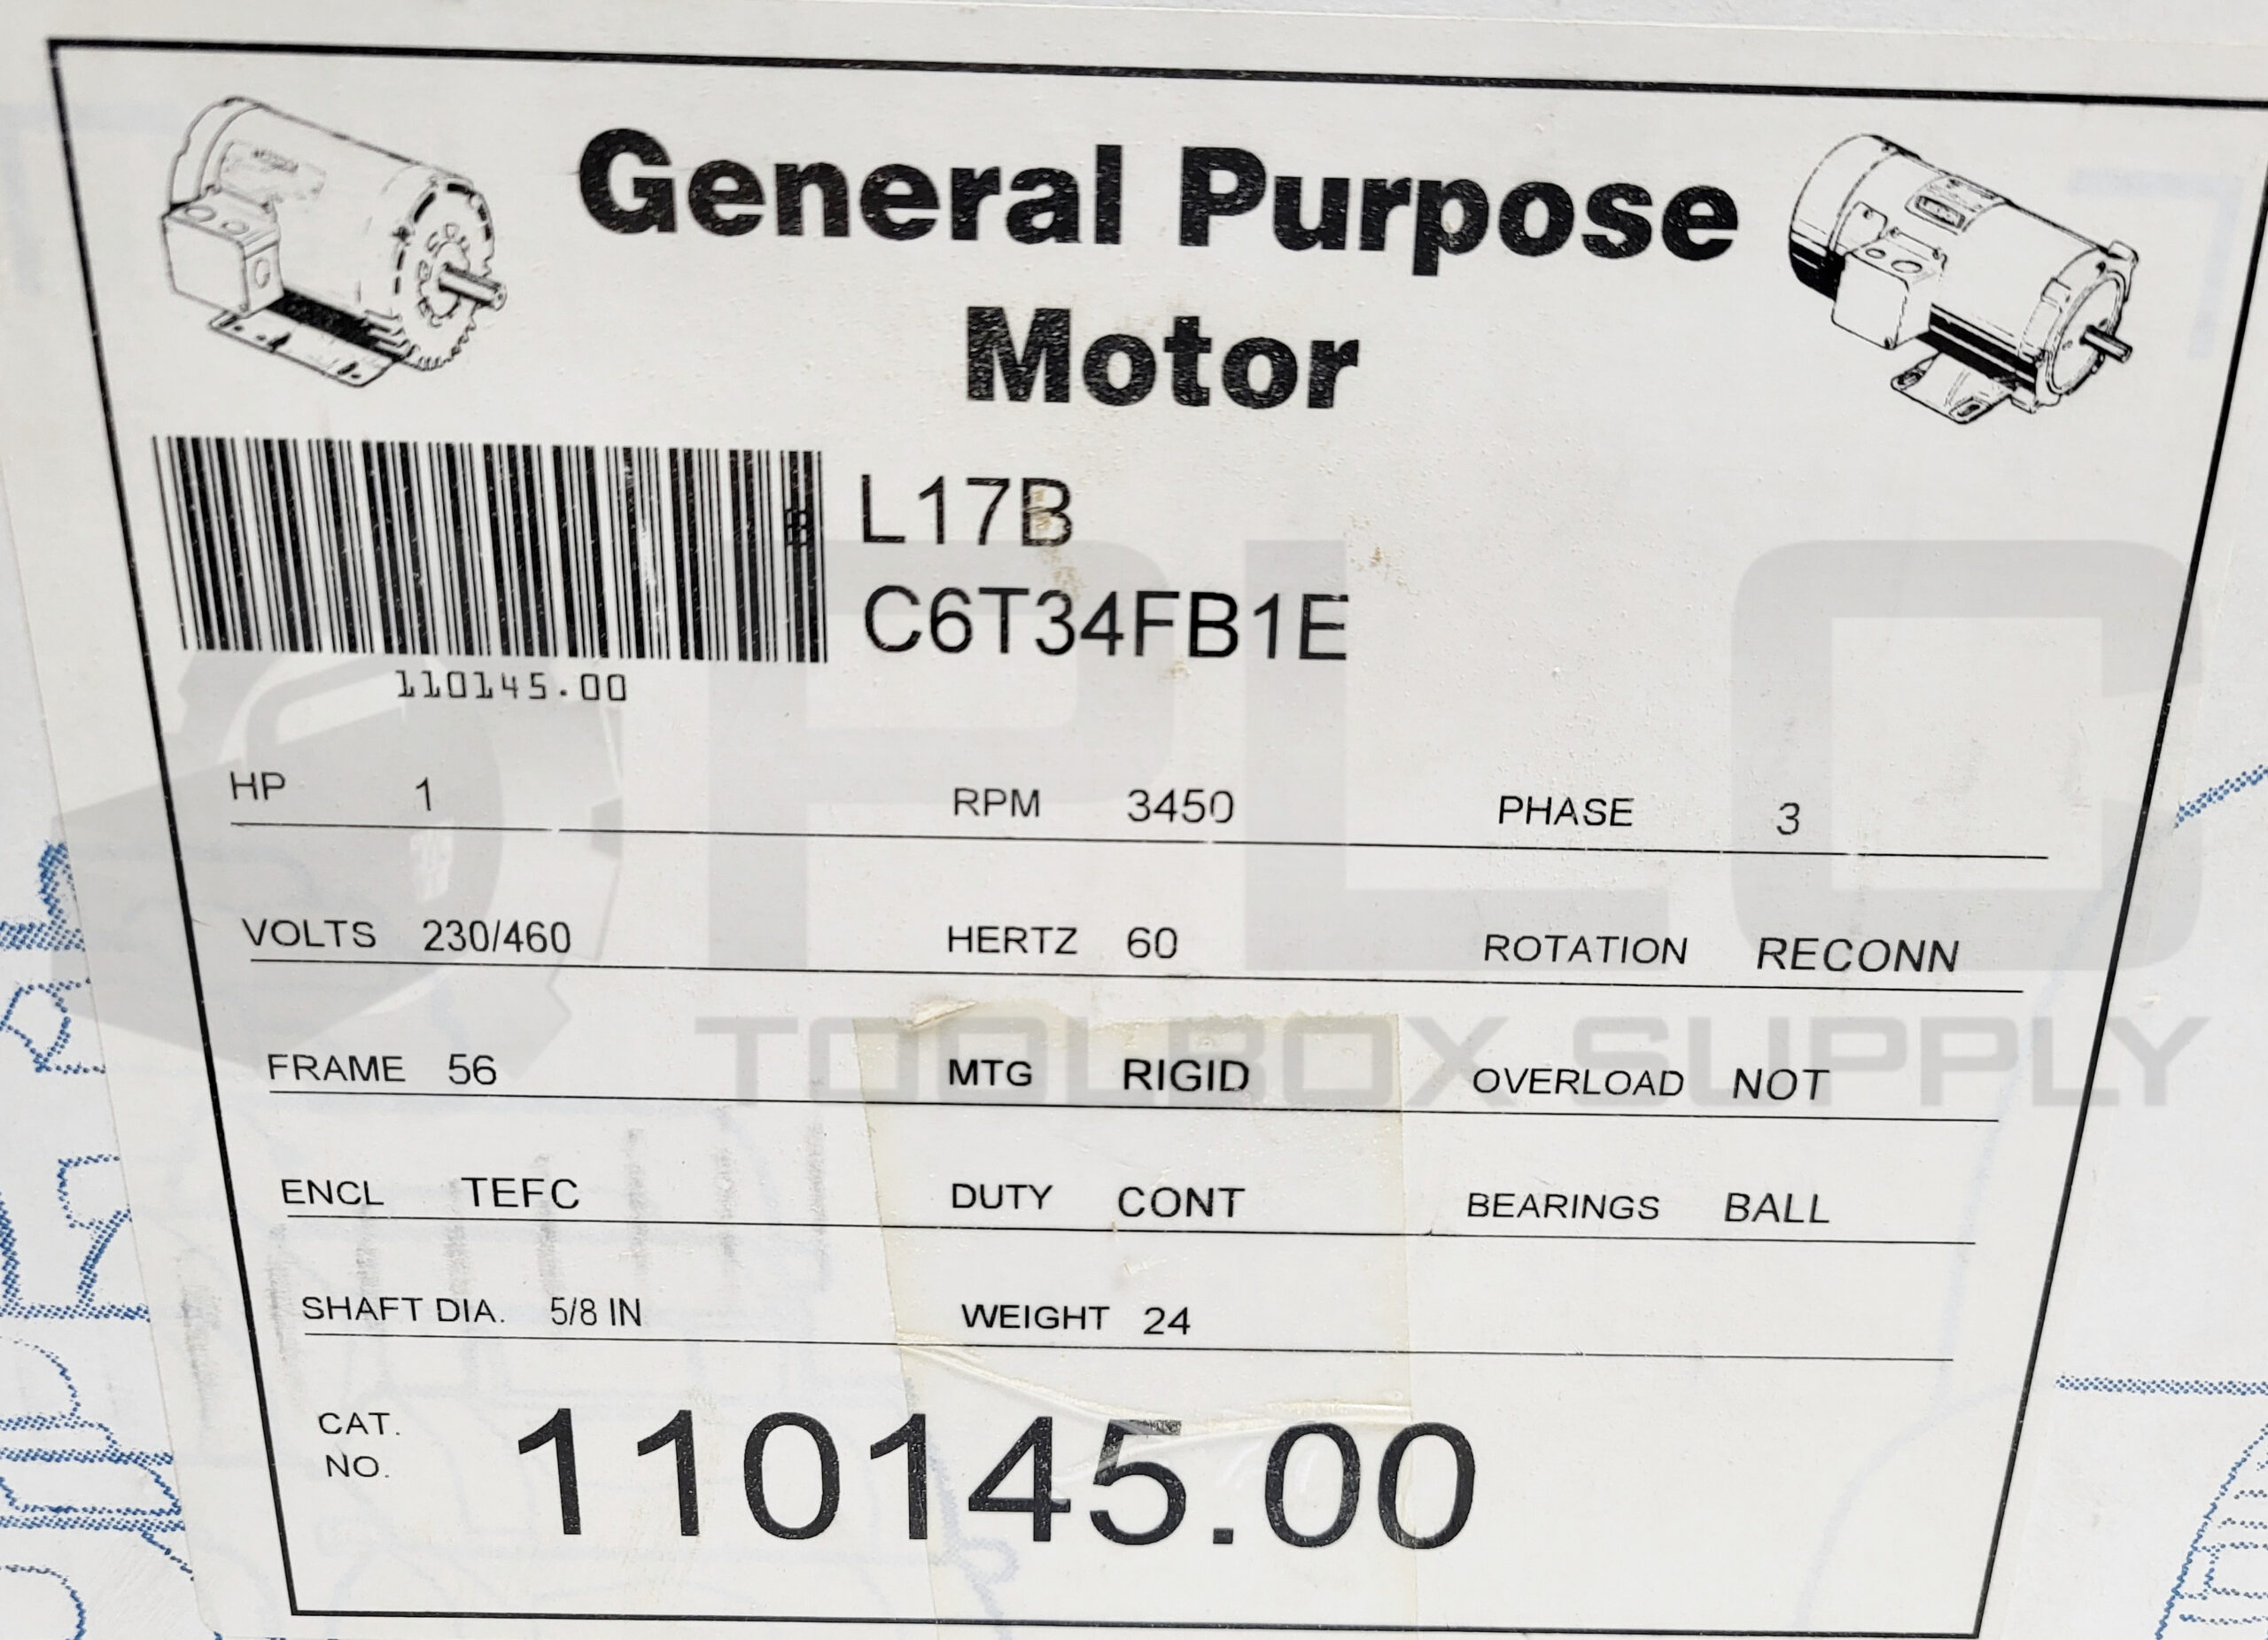 General Purpose
Motor
L17B
B
C6T34FB1E
110145.00
HP 1 RPM 3450 PHASE 3
VOLTS 230/460 HERTZ 60 ROTATION RECONN
FRAME 56 MTG RIGID OVERLOAD NOT
ENCL TEFC DUTY CONT BEARINGS BALL
SHAFT DIA. 5/8 IN WEIGHT 24
CAT.
NO. 110145.00
PLC
TOOLBOX SUPPLY